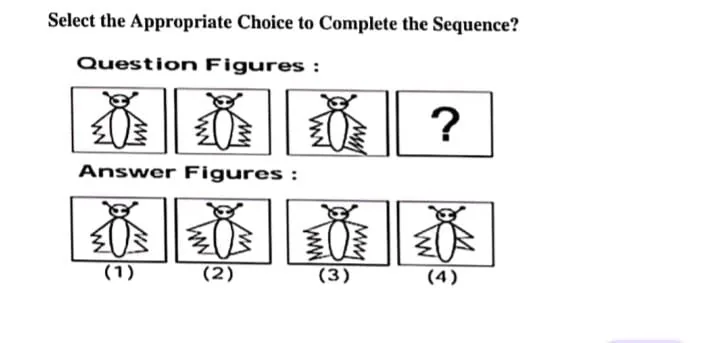 Select the Appropriate Choice to Complete the Sequence?
Question Figures :
?
Answer Figures :
(1) (2) (3) (4)